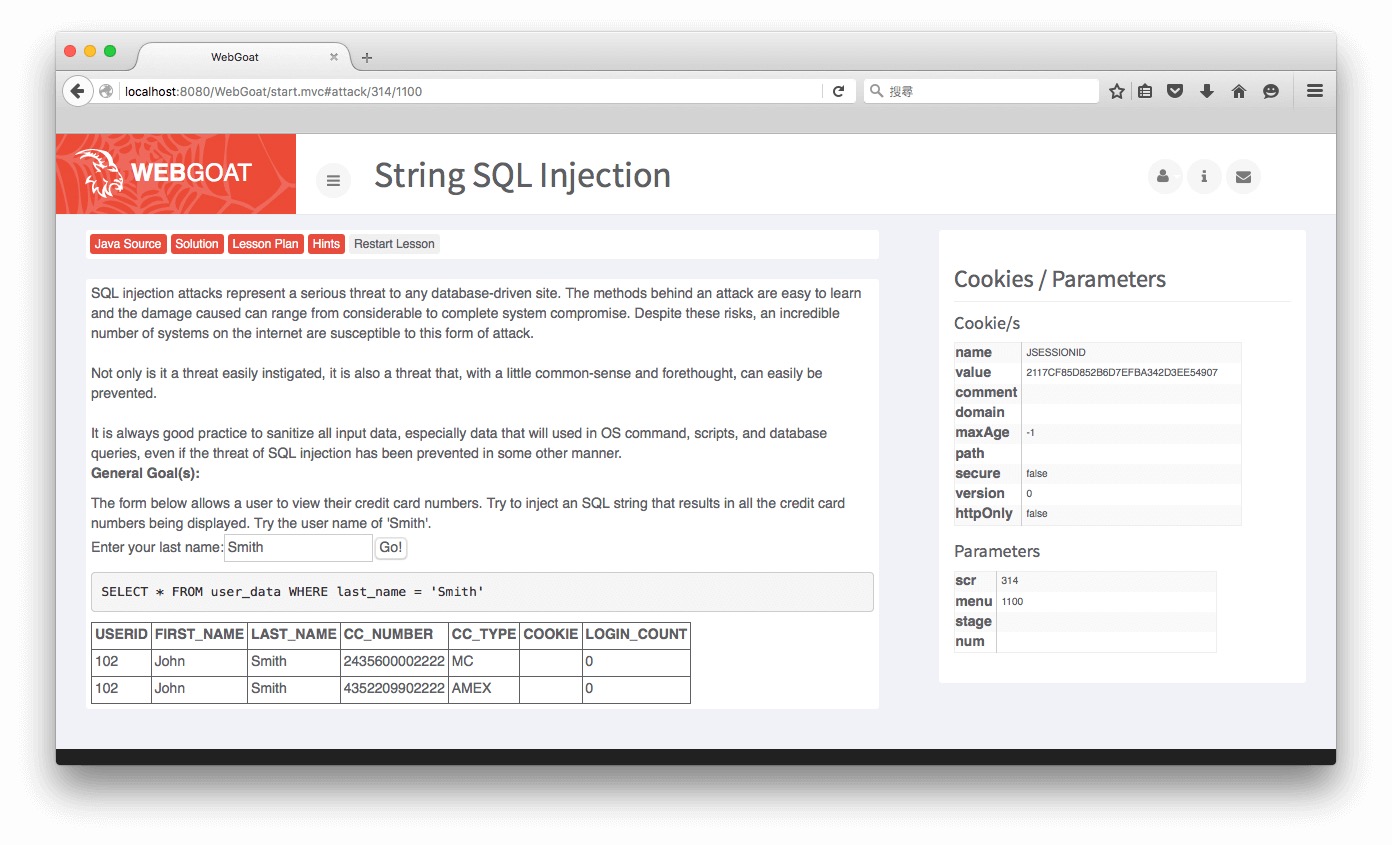 WebGoat
localhost:8080/WebGoat/start.mvc#attack/314/1100
搜尋
WEBGOAT
String SQL Injection
Java Source Solution Lesson Plan Hints Restart Lesson
SQL injection attacks represent a serious threat to any database-driven site. The methods behind an attack are easy to learn
and the damage caused can range from considerable to complete system compromise. Despite these risks, an incredible
number of systems on the internet are susceptible to this form of attack.
Not only is it a threat easily instigated, it is also a threat that, with a little common-sense and forethought, can easily be
prevented.
It is always good practice to sanitize all input data, especially data that will used in OS command, scripts, and database
queries, even if the threat of SQL injection has been prevented in some other manner.
General Goal(s):
The form below allows a user to view their credit card numbers. Try to inject an SQL string that results in all the credit card
numbers being displayed. Try the user name of 'Smith'.
Enter your last name: Smith Go!
SELECT * FROM user_data WHERE last_name = 'Smith'
USERID FIRST_NAME LAST_NAME CC_NUMBER CC_TYPE COOKIE LOGIN_COUNT
102 John Smith 2435600002222 MC 0
102 John Smith 4352209902222 AMEX 0
Cookies / Parameters
Cookie/s
name JSESSIONID
value 2117CF85D852B6D7EFBA342D3EE54907
comment
domain
maxAge -1
path
secure false
version 0
httpOnly false
Parameters
scr 314
menu 1100
stage
num